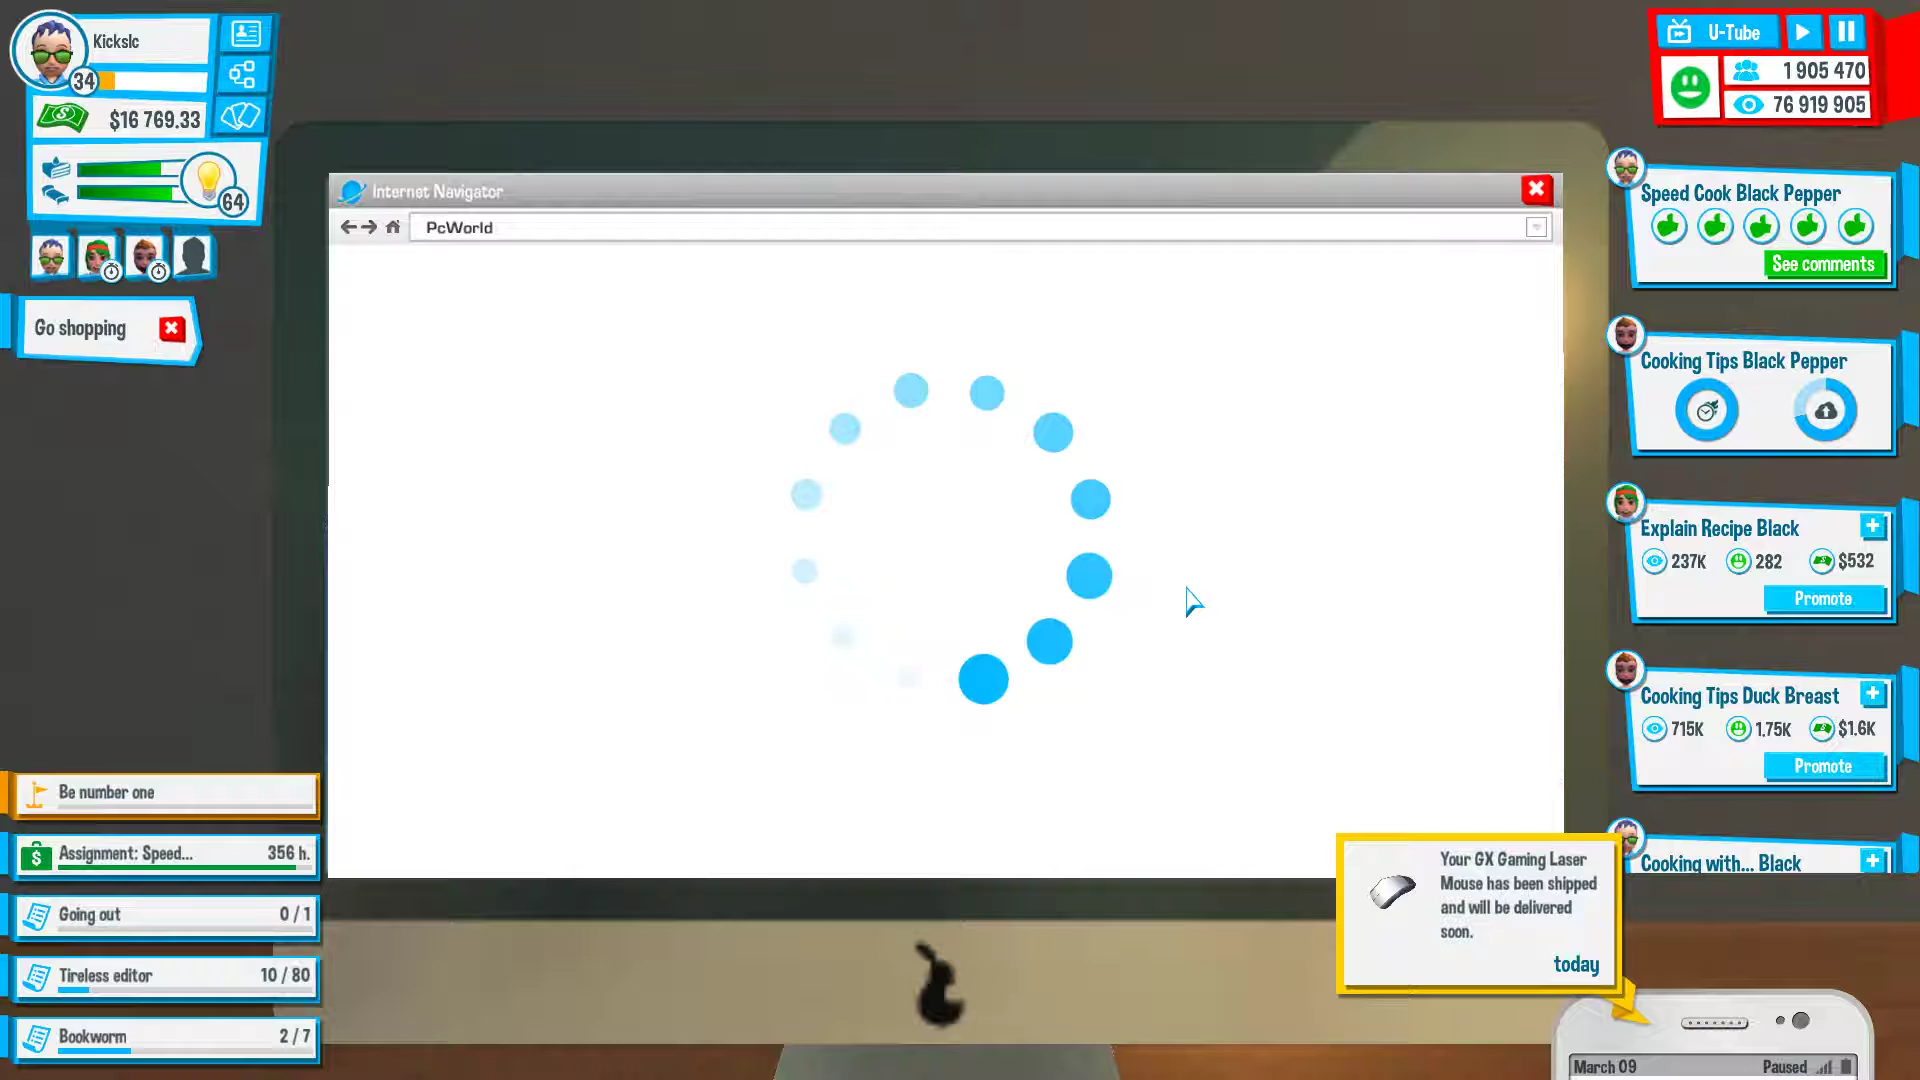 Kickslc
34
$16 769.33
64
Go shopping
Be number one
Assignment: Speed... 356 h.
Going out 0 / 1
Tireless editor 10 / 80
Bookworm 2 / 7
Internet Navigator
PcWorld
Your GX Gaming Laser
Mouse has been shipped
and will be delivered
soon.
today
March 09 Paused
U-Tube
1 905 470
76 919 905
Speed Cook Black Pepper
See comments
Cooking Tips Black Pepper
Explain Recipe Black
237K 282 $532
Promote
Cooking Tips Duck Breast
715K 1.75K $1.6K
Promote
Cooking with... Black